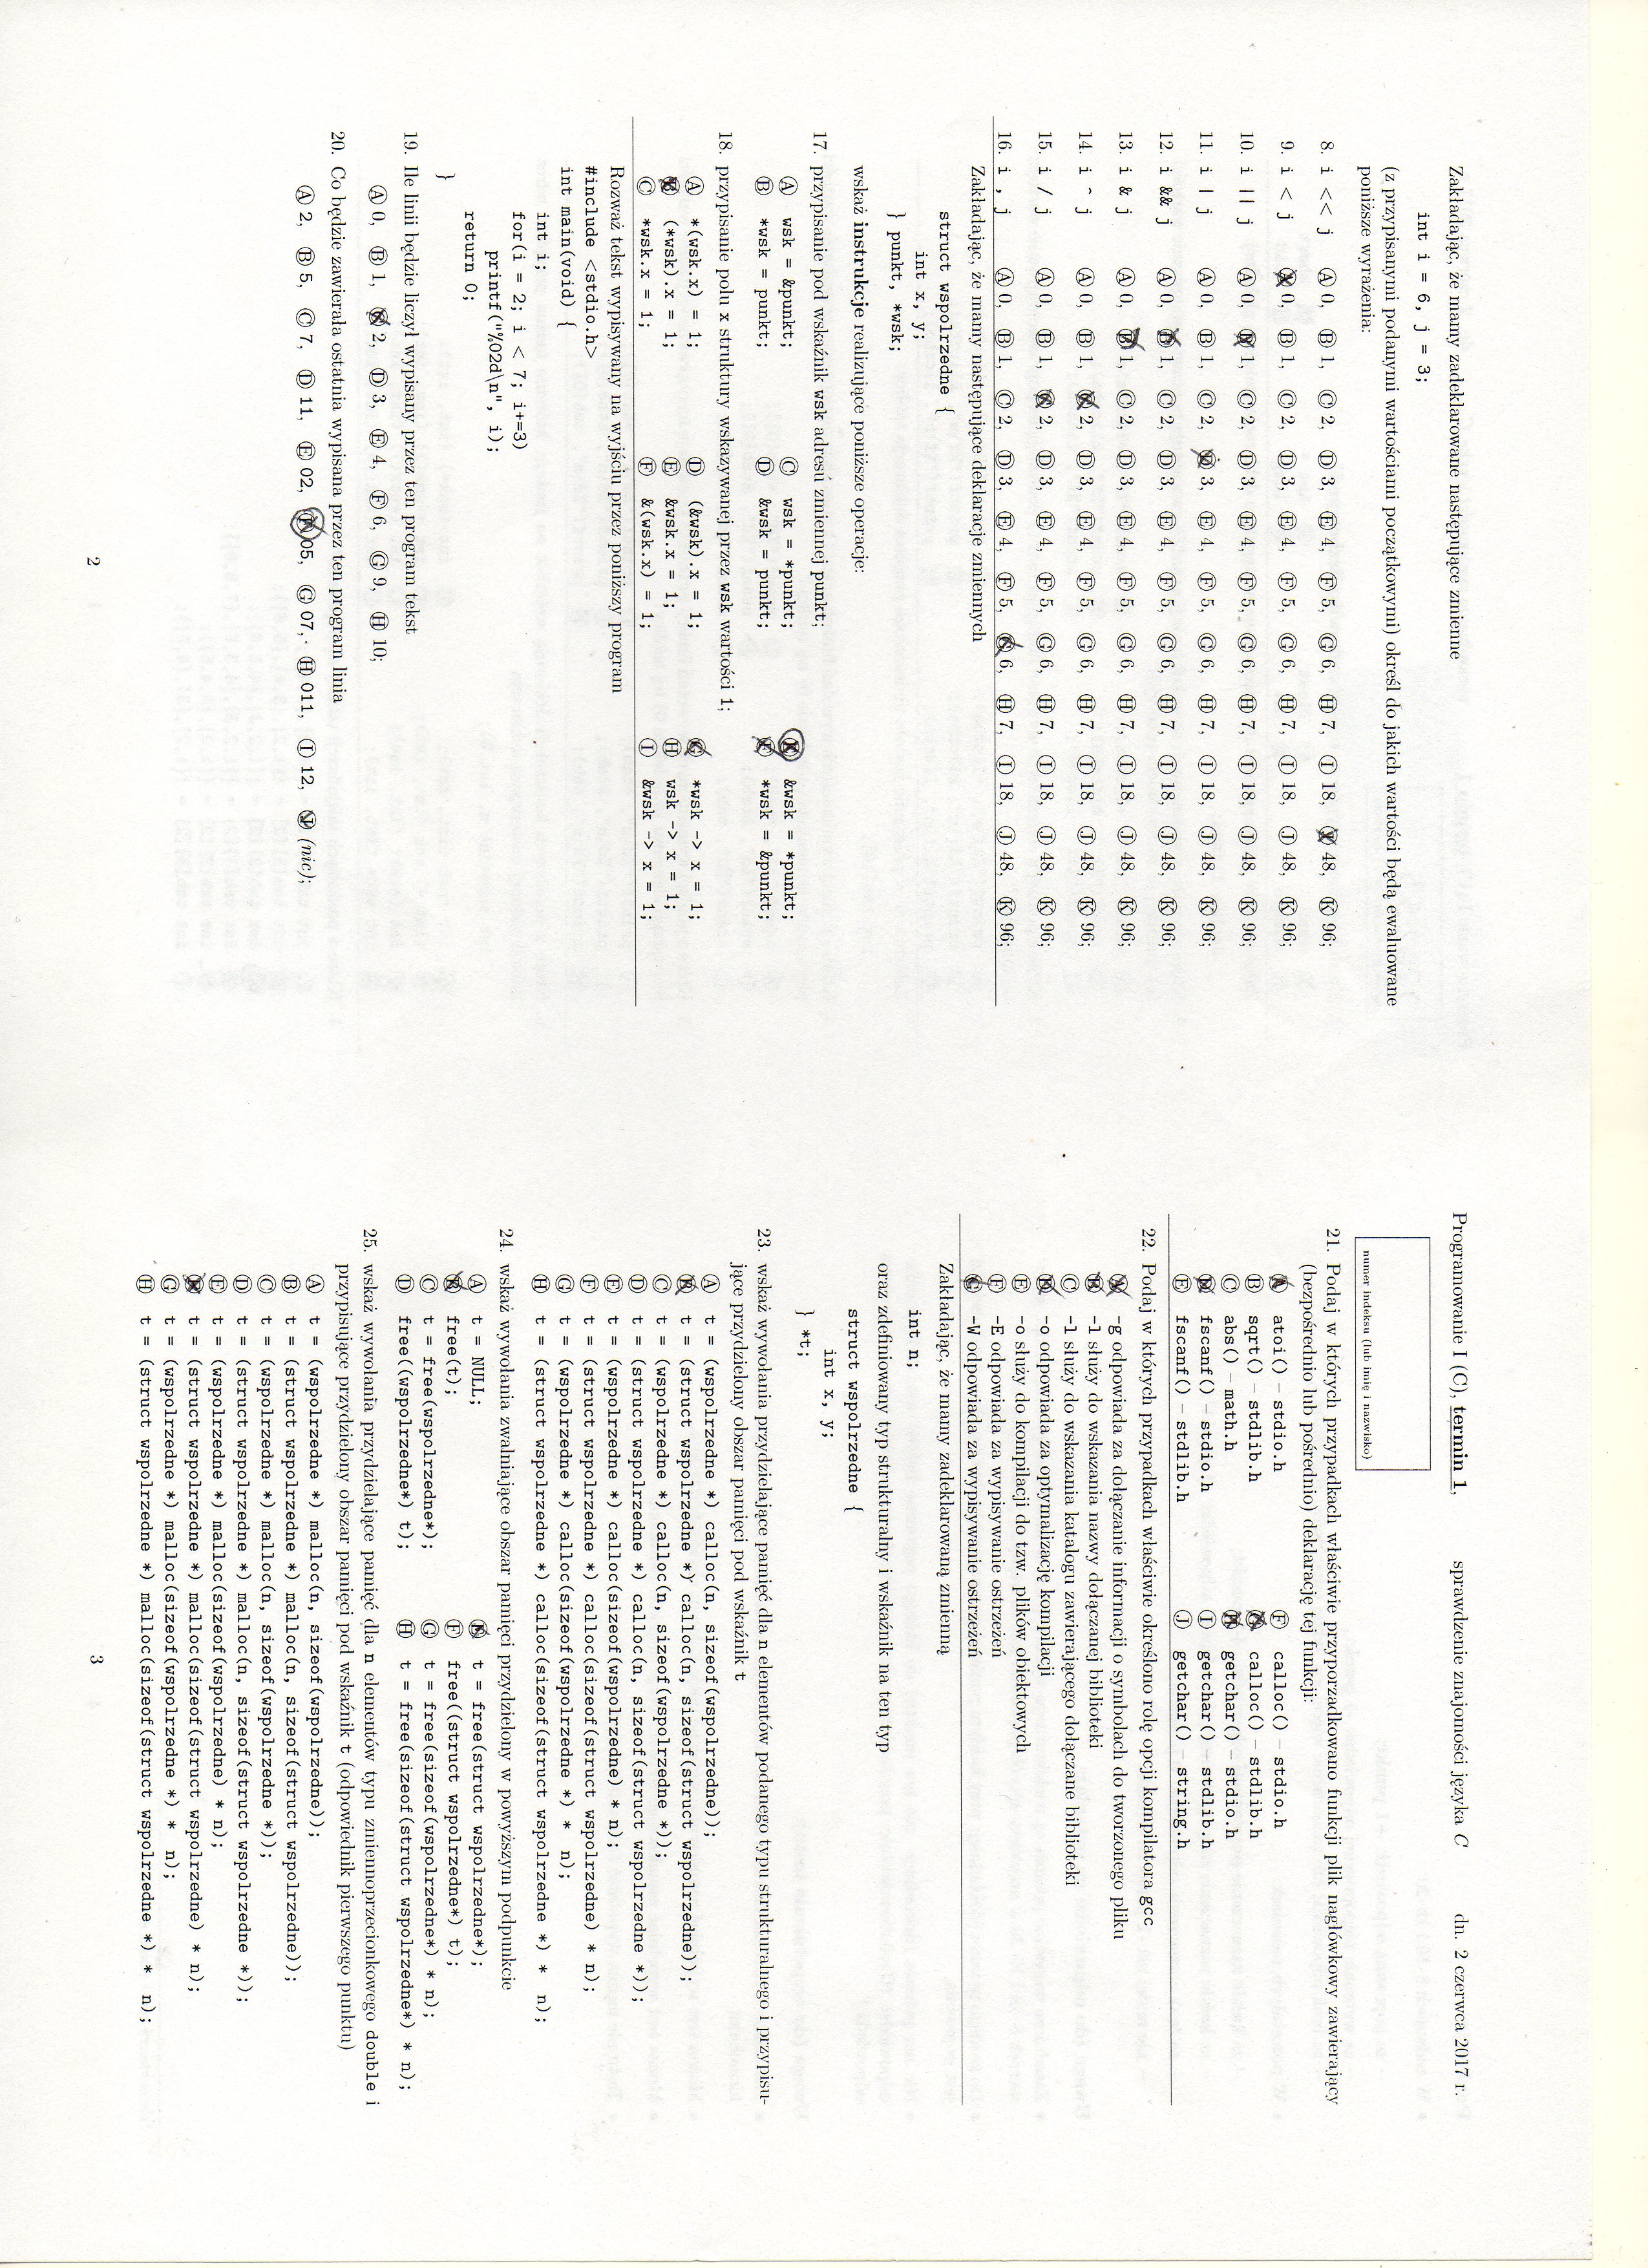 Zakładając, że mamy zadeklarowane następujące zmienne
int i = 6, j = 3;
(z przypisanymi podanymi wartościami początkowymi) określ do jakich wartości będą ewaluowane
poniższe wyrażenia:
8. i << j Ⓐ 0, Ⓑ 1, Ⓒ 2, Ⓓ 3, Ⓔ 4, Ⓕ 5, Ⓖ 6, Ⓗ 7, Ⓘ 18, Ⓙ 48, Ⓚ 96;
9. i < j Ⓐ 0, Ⓑ 1, Ⓒ 2, Ⓓ 3, Ⓔ 4, Ⓕ 5, Ⓖ 6, Ⓗ 7, Ⓘ 18, Ⓙ 48, Ⓚ 96;
10. i || j Ⓐ 0, Ⓑ 1, Ⓒ 2, Ⓓ 3, Ⓔ 4, Ⓕ 5, Ⓖ 6, Ⓗ 7, Ⓘ 18, Ⓙ 48, Ⓚ 96;
11. i | j Ⓐ 0, Ⓑ 1, Ⓒ 2, Ⓓ 3, Ⓔ 4, Ⓕ 5, Ⓖ 6, Ⓗ 7, Ⓘ 18, Ⓙ 48, Ⓚ 96;
12. i && j Ⓐ 0, Ⓑ 1, Ⓒ 2, Ⓓ 3, Ⓔ 4, Ⓕ 5, Ⓖ 6, Ⓗ 7, Ⓘ 18, Ⓙ 48, Ⓚ 96;
13. i & j Ⓐ 0, Ⓑ 1, Ⓒ 2, Ⓓ 3, Ⓔ 4, Ⓕ 5, Ⓖ 6, Ⓗ 7, Ⓘ 18, Ⓙ 48, Ⓚ 96;
14. i ^ j Ⓐ 0, Ⓑ 1, Ⓒ 2, Ⓓ 3, Ⓔ 4, Ⓕ 5, Ⓖ 6, Ⓗ 7, Ⓘ 18, Ⓙ 48, Ⓚ 96;
15. i / j Ⓐ 0, Ⓑ 1, Ⓒ 2, Ⓓ 3, Ⓔ 4, Ⓕ 5, Ⓖ 6, Ⓗ 7, Ⓘ 18, Ⓙ 48, Ⓚ 96;
16. i , j Ⓐ 0, Ⓑ 1, Ⓒ 2, Ⓓ 3, Ⓔ 4, Ⓕ 5, Ⓖ 6, Ⓗ 7, Ⓘ 18, Ⓙ 48, Ⓚ 96;
Zakładając, że mamy następujące deklaracje zmiennych
struct wspolrzedne {
int x, y;
} punkt, *wsk;
wskaż instrukcje realizujące poniższe operacje:
17. przypisanie pod wskaźnik wsk adresu zmiennej punkt;
Ⓐ wsk = &punkt; Ⓒ wsk = *punkt; Ⓔ &wsk = *punkt;
Ⓑ *wsk = punkt; Ⓓ &wsk = punkt; Ⓕ *wsk = &punkt;
18. przypisanie polu x struktury wskazywanej przez wsk wartości 1;
Ⓐ *(wsk.x) = 1; Ⓓ (&wsk).x = 1; Ⓖ *wsk -> x = 1;
Ⓑ (*wsk).x = 1; Ⓔ &wsk.x = 1; Ⓗ wsk -> x = 1;
Ⓒ *wsk.x = 1; Ⓕ &(wsk.x) = 1; Ⓘ &wsk -> x = 1;
Rozważ tekst wypisywany na wyjściu przez poniższy program
#include <stdio.h>
int main(void) {
int i;
for(i = 2; i < 7; i+=3)
printf("%02d\n", i);
return 0;
}
19. Ile linii będzie liczył wypisany przez ten program tekst
Ⓐ 0, Ⓑ 1, Ⓒ 2, Ⓓ 3, Ⓔ 4, Ⓕ 6, Ⓖ 9, Ⓗ 10;
20. Co będzie zawierała ostatnia wypisana przez ten program linia
Ⓐ 2, Ⓑ 5, Ⓒ 7, Ⓓ 11, Ⓔ 02, Ⓕ 05, Ⓖ 07, Ⓗ 011, Ⓘ 12, Ⓙ (nic);
2
Programowanie I (C), termin 1, sprawdzenie znajomości języka C dn. 2 czerwca 2017 r.
numer indeksu (lub imię i nazwisko)
21. Podaj w których przypadkach właściwie przyporządkowano funkcji plik nagłówkowy zawierający
(bezpośrednio lub pośrednio) deklarację tej funkcji:
Ⓐ atoi() – stdio.h Ⓕ calloc() – stdio.h
Ⓑ sqrt() – stdlib.h Ⓖ calloc() – stdlib.h
Ⓒ abs() – math.h Ⓗ getchar() – stdio.h
Ⓓ fscanf() – stdio.h Ⓘ getchar() – stdlib.h
Ⓔ fscanf() – stdlib.h Ⓙ getchar() – string.h
22. Podaj w których przypadkach właściwie określono rolę opcji kompilatora gcc
Ⓐ -g odpowiada za dołączanie informacji o symbolach do tworzonego pliku
Ⓑ -l służy do wskazania nazwy dołączanej biblioteki
Ⓒ -l służy do wskazania katalogu zawierającego dołączane biblioteki
Ⓓ -o odpowiada za optymalizację kompilacji
Ⓔ -o służy do kompilacji do tzw. plików obiektowych
Ⓕ -E odpowiada za wypisywanie ostrzeżeń
Ⓖ -W odpowiada za wypisywanie ostrzeżeń
Zakładając, że mamy zadeklarowaną zmienną
int n;
oraz zdefiniowany typ strukturalny i wskaźnik na ten typ
struct wspolrzedne {
int x, y;
} *t;
23. wskaż wywołania przydzielające pamięć dla n elementów podanego typu strukturalnego i przypisu-
jące przydzielony obszar pamięci pod wskaźnik t
Ⓐ t = (wspolrzedne *) calloc(n, sizeof(wspolrzedne));
Ⓑ t = (struct wspolrzedne *) calloc(n, sizeof(struct wspolrzedne));
Ⓒ t = (wspolrzedne *) calloc(n, sizeof(wspolrzedne *));
Ⓓ t = (struct wspolrzedne *) calloc(n, sizeof(struct wspolrzedne *));
Ⓔ t = (wspolrzedne *) calloc(sizeof(wspolrzedne) * n);
Ⓕ t = (struct wspolrzedne *) calloc(sizeof(struct wspolrzedne) * n);
Ⓖ t = (wspolrzedne *) calloc(sizeof(wspolrzedne *) * n);
Ⓗ t = (struct wspolrzedne *) calloc(sizeof(struct wspolrzedne *) * n);
24. wskaż wywołania zwalniające obszar pamięci przydzielony w powyższym podpunkcie
Ⓐ t = NULL; Ⓔ t = free(struct wspolrzedne*);
Ⓑ free(t); Ⓕ free((struct wspolrzedne*) t);
Ⓒ t = free(wspolrzedne*); Ⓖ t = free(sizeof(wspolrzedne*) * n);
Ⓓ free((wspolrzedne*) t); Ⓗ t = free(sizeof(struct wspolrzedne*) * n);
25. wskaż wywołania przydzielające pamięć dla n elementów typu zmiennoprzecionkowego double i
przypisujące przydzielony obszar pamięci pod wskaźnik t (odpowiednik pierwszego punktu)
Ⓐ t = (wspolrzedne *) malloc(n, sizeof(wspolrzedne));
Ⓑ t = (struct wspolrzedne *) malloc(n, sizeof(struct wspolrzedne));
Ⓒ t = (wspolrzedne *) malloc(n, sizeof(wspolrzedne *));
Ⓓ t = (struct wspolrzedne *) malloc(n, sizeof(struct wspolrzedne *));
Ⓔ t = (wspolrzedne *) malloc(sizeof(wspolrzedne) * n);
Ⓕ t = (struct wspolrzedne *) malloc(sizeof(struct wspolrzedne) * n);
Ⓖ t = (wspolrzedne *) malloc(sizeof(wspolrzedne *) * n);
Ⓗ t = (struct wspolrzedne *) malloc(sizeof(struct wspolrzedne *) * n);
3